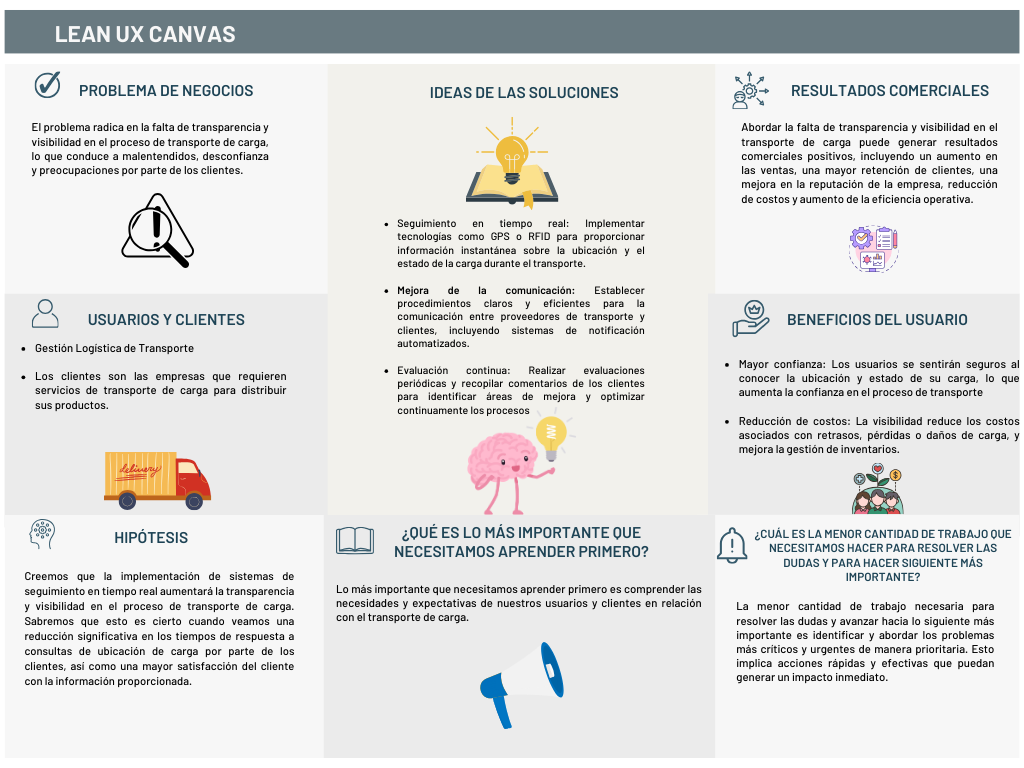 LEAN UX CANVAS
PROBLEMA DE NEGOCIOS
El problema radica en la falta de transparencia y
visibilidad en el proceso de transporte de carga,
lo que conduce a malentendidos, desconfianza
y preocupaciones por parte de los clientes.
IDEAS DE LAS SOLUCIONES
• Seguimiento en tiempo real: Implementar
tecnologías como GPS o RFID para proporcionar
información instantánea sobre la ubicación y el
estado de la carga durante el transporte.
• Mejora de la comunicación: Establecer
procedimientos claros y eficientes para la
comunicación entre proveedores de transporte y
clientes, incluyendo sistemas de notificación
automatizados.
• Evaluación continua: Realizar evaluaciones
periódicas y recopilar comentarios de los clientes
para identificar áreas de mejora y optimizar
continuamente los procesos
RESULTADOS COMERCIALES
Abordar la falta de transparencia y visibilidad en el
transporte de carga puede generar resultados
comerciales positivos, incluyendo un aumento en
las ventas, una mayor retención de clientes, una
mejora en la reputación de la empresa, reducción
de costos y aumento de la eficiencia operativa.
USUARIOS Y CLIENTES
• Gestión Logística de Transporte
• Los clientes son las empresas que requieren
servicios de transporte de carga para distribuir
sus productos.
delivery
BENEFICIOS DEL USUARIO
• Mayor confianza: Los usuarios se sentirán seguros al
conocer la ubicación y estado de su carga, lo que
aumenta la confianza en el proceso de transporte
• Reducción de costos: La visibilidad reduce los costos
asociados con retrasos, pérdidas o daños de carga, y
mejora la gestión de inventarios.
HIPÓTESIS
Creemos que la implementación de sistemas de
seguimiento en tiempo real aumentará la transparencia
y visibilidad en el proceso de transporte de carga.
Sabremos que esto es cierto cuando veamos una
reducción significativa en los tiempos de respuesta a
consultas de ubicación de carga por parte de los
clientes, así como una mayor satisfacción del cliente
con la información proporcionada.
¿QUÉ ES LO MÁS IMPORTANTE QUE
NECESITAMOS APRENDER PRIMERO?
Lo más importante que necesitamos aprender primero es comprender las
necesidades y expectativas de nuestros usuarios y clientes en relación
con el transporte de carga.
¿CUÁL ES LA MENOR CANTIDAD DE TRABAJO QUE
NECESITAMOS HACER PARA RESOLVER LAS
DUDAS Y PARA HACER SIGUIENTE MÁS
IMPORTANTE?
La menor cantidad de trabajo necesaria para
resolver las dudas y avanzar hacia lo siguiente más
importante es identificar y abordar los problemas
más críticos y urgentes de manera prioritaria. Esto
implica acciones rápidas y efectivas que puedan
generar un impacto inmediato.